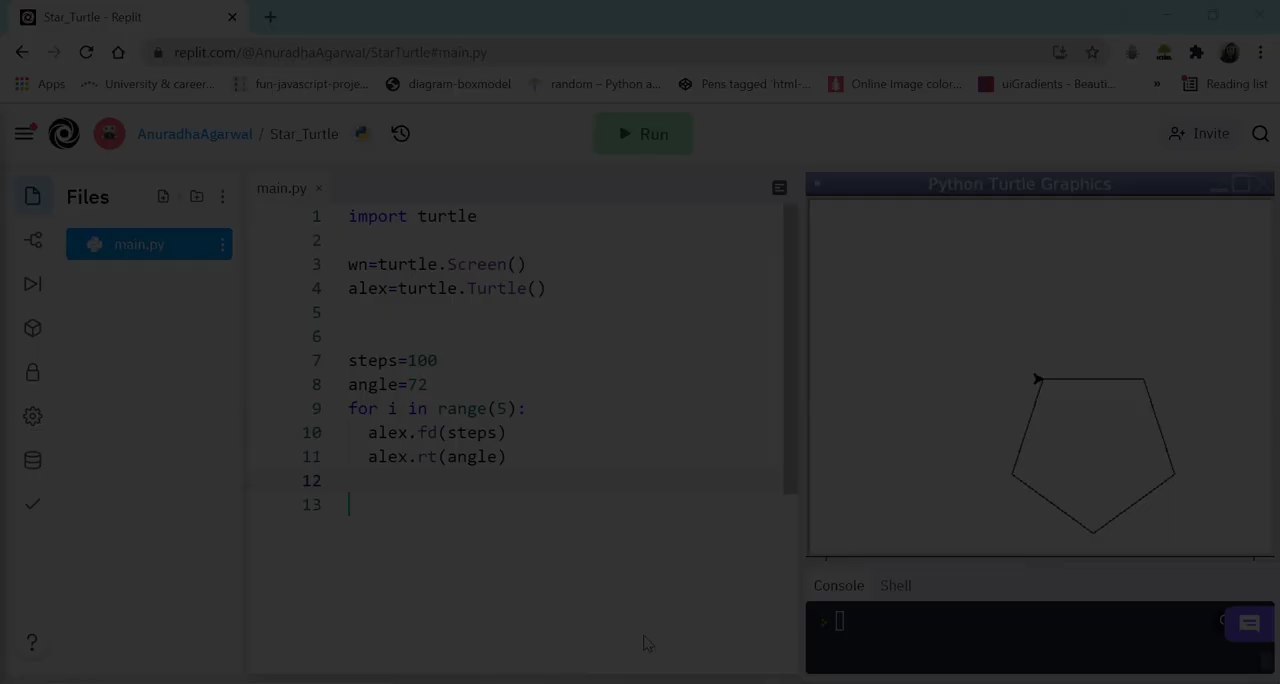 Star_Turtle - Replit
replit.com/@AnuradhaAgarwal/StarTurtle#main.py
Apps University & career... fun-javascript-proje... diagram-boxmodel random – Python a... Pens tagged 'html-... Online Image color... uiGradients - Beauti... » Reading list
AnuradhaAgarwal / Star_Turtle Run Invite
Files
main.py
main.py ×
1 import turtle
2
3 wn=turtle.Screen()
4 alex=turtle.Turtle()
5
6
7 steps=100
8 angle=72
9 for i in range(5):
10 alex.fd(steps)
11 alex.rt(angle)
12
13
Python Turtle Graphics
Console Shell
>
?